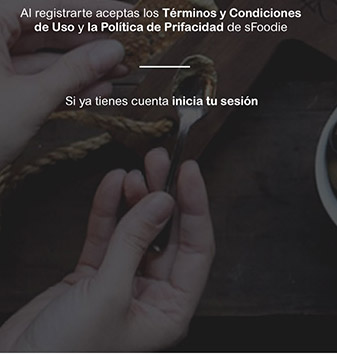 Al registrarte aceptas los Términos y Condiciones
de Uso y la Política de Prifacidad de sFoodie
Si ya tienes cuenta inicia tu sesión